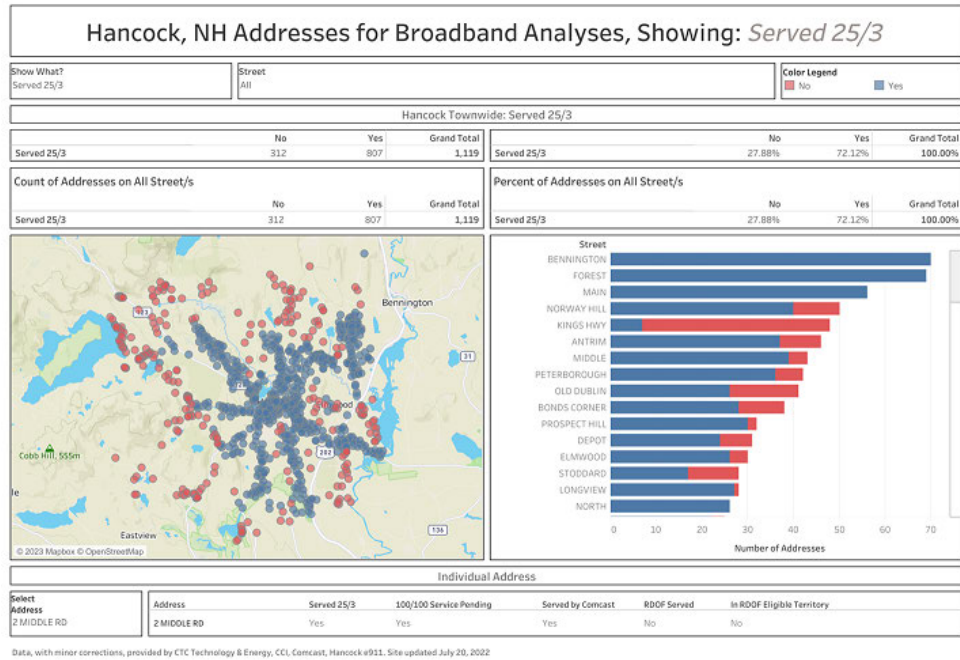 Hancock, NH Addresses for Broadband Analyses, Showing: Served 25/3
Show What?
Served 25/3
Street
All
Color Legend
No Yes
Hancock Townwide: Served 25/3
No Yes Grand Total
Served 25/3 312 807 1,119
No Yes Grand Total
Served 25/3 27.88% 72.12% 100.00%
Count of Addresses on All Street/s
No Yes Grand Total
Served 25/3 312 807 1,119
Percent of Addresses on All Street/s
No Yes Grand Total
Served 25/3 27.88% 72.12% 100.00%
Bennington
31
202
Cobb Hill, 555m
le
136
Eastview
© 2023 Mapbox © OpenStreetMap
Street
BENNINGTON
FOREST
MAIN
NORWAY HILL
KINGS HWY
ANTRIM
MIDDLE
PETERBOROUGH
OLD DUBLIN
BONDS CORNER
PROSPECT HILL
DEPOT
ELMWOOD
STODDARD
LONGVIEW
NORTH
0 10 20 30 40 50 60 70
Number of Addresses
Individual Address
Select
Address
2 MIDDLE RD
Address Served 25/3 100/100 Service Pending Served by Comcast RDOF Served In RDOF Eligible Territory
2 MIDDLE RD Yes Yes Yes No No
Data, with minor corrections, provided by CTC Technology & Energy, CCI, Comcast, Hancock e911. Site updated July 20, 2022